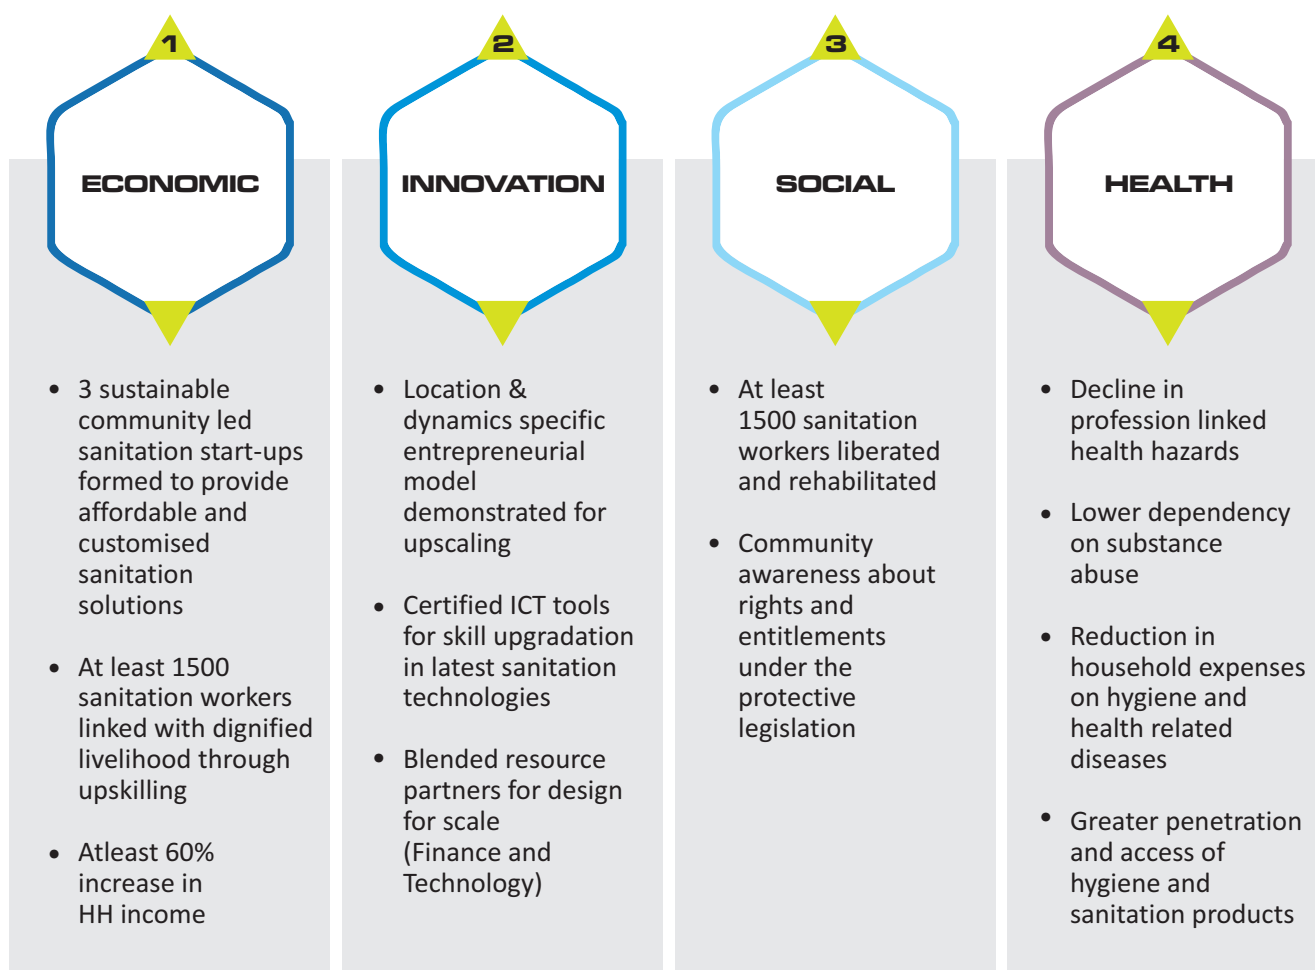 1
ECONOMIC
• 3 sustainable
community led
sanitation start-ups
formed to provide
affordable and
customised
sanitation
solutions
• At least 1500
sanitation workers
linked with dignified
livelihood through
upskilling
• Atleast 60%
increase in
HH income
2
INNOVATION
• Location &
dynamics specific
entrepreneurial
model
demonstrated for
upscaling
• Certified ICT tools
for skill upgradation
in latest sanitation
technologies
• Blended resource
partners for design
for scale
(Finance and
Technology)
3
SOCIAL
• At least
1500 sanitation
workers liberated
and rehabilitated
• Community
awareness about
rights and
entitlements
under the
protective
legislation
4
HEALTH
• Decline in
profession linked
health hazards
• Lower dependency
on substance
abuse
• Reduction in
household expenses
on hygiene and
health related
diseases
• Greater penetration
and access of
hygiene and
sanitation products